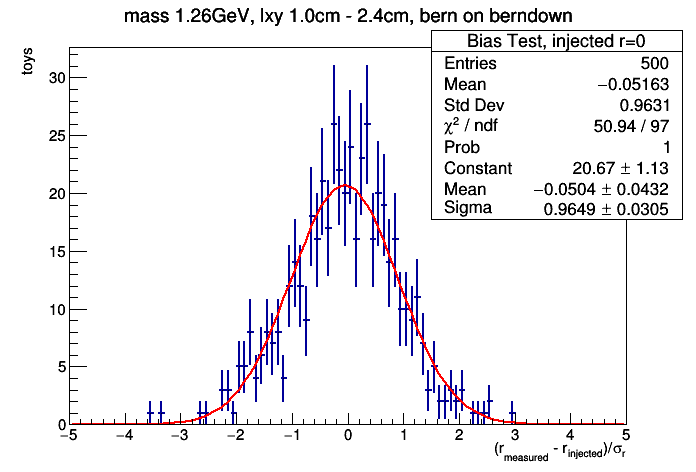 mass 1.26GeV, lxy 1.0cm - 2.4cm, bern on berndown
toys
Bias Test, injected r=0
Entries 500
Mean −0.05163
Std Dev 0.9631
χ² / ndf 50.94 / 97
Prob 1
Constant 20.67 ± 1.13
Mean −0.0504 ± 0.0432
Sigma 0.9649 ± 0.0305
30
25
20
15
10
5
0
−5 −4 −3 −2 −1 0 1 2 3 4 5
(r_measured - r_injected)/σ_r